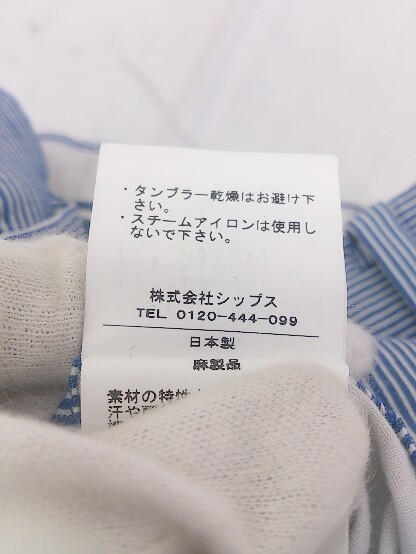 ・タンブラー乾燥はお避け下
さい。
・スチームアイロンは使用し
ないで下さい。
株式会社シップス
TEL 0120-444-099
日本製
麻製品
素材の特性
汗や